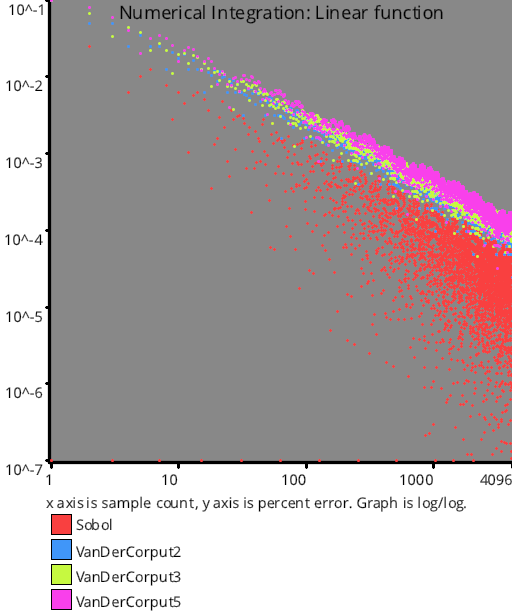 Numerical Integration: Linear function
10^-1
10^-2
10^-3
10^-4
10^-5
10^-6
10^-7
1 10 100 1000 4096
x axis is sample count, y axis is percent error. Graph is log/log.
Sobol
VanDerCorput2
VanDerCorput3
VanDerCorput5